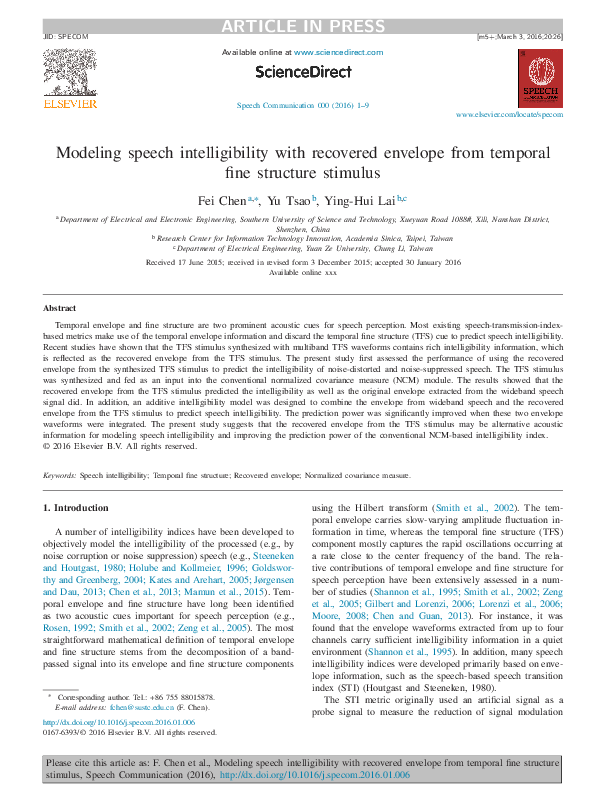 ARTICLE IN PRESS
JID: SPECOM
[m5+;March 3, 2016;20:26]
Available online at www.sciencedirect.com
ScienceDirect
ELSEVIER
SPEECH
Speech Communication 000 (2016) 1–9
www.elsevier.com/locate/specom
Modeling speech intelligibility with recovered envelope from temporal
fine structure stimulus
Fei Chen a,∗, Yu Tsao b, Ying-Hui Lai b,c
a Department of Electrical and Electronic Engineering, Southern University of Science and Technology, Xueyuan Road 1088#, Xili, Nanshan District,
Shenzhen, China
b Research Center for Information Technology Innovation, Academia Sinica, Taipei, Taiwan
c Department of Electrical Engineering, Yuan Ze University, Chung Li, Taiwan
Received 17 June 2015; received in revised form 3 December 2015; accepted 30 January 2016
Available online xxx
Abstract
Temporal envelope and fine structure are two prominent acoustic cues for speech perception. Most existing speech-transmission-index-
based metrics make use of the temporal envelope information and discard the temporal fine structure (TFS) cue to predict speech intelligibility.
Recent studies have shown that the TFS stimulus synthesized with multiband TFS waveforms contains rich intelligibility information, which
is reflected as the recovered envelope from the TFS stimulus. The present study first assessed the performance of using the recovered
envelope from the synthesized TFS stimulus to predict the intelligibility of noise-distorted and noise-suppressed speech. The TFS stimulus
was synthesized and fed as an input into the conventional normalized covariance measure (NCM) module. The results showed that the
recovered envelope from the TFS stimulus predicted the intelligibility as well as the original envelope extracted from the wideband speech
signal did. In addition, an additive intelligibility model was designed to combine the envelope from wideband speech and the recovered
envelope from the TFS stimulus to predict speech intelligibility. The prediction power was significantly improved when these two envelope
waveforms were integrated. The present study suggests that the recovered envelope from the TFS stimulus may be alternative acoustic
information for modeling speech intelligibility and improving the prediction power of the conventional NCM-based intelligibility index.
© 2016 Elsevier B.V. All rights reserved.
Keywords: Speech intelligibility; Temporal fine structure; Recovered envelope; Normalized covariance measure.
1. Introduction
A number of intelligibility indices have been developed to
objectively model the intelligibility of the processed (e.g., by
noise corruption or noise suppression) speech (e.g., Steeneken
and Houtgast, 1980; Holube and Kollmeier, 1996; Goldswor-
thy and Greenberg, 2004; Kates and Arehart, 2005; Jørgensen
and Dau, 2013; Chen et al., 2013; Mamun et al., 2015). Tem-
poral envelope and fine structure have long been identified
as two acoustic cues important for speech perception (e.g.,
Rosen, 1992; Smith et al., 2002; Zeng et al., 2005). The most
straightforward mathematical definition of temporal envelope
and fine structure stems from the decomposition of a band-
passed signal into its envelope and fine structure components
∗ Corresponding author. Tel.: +86 755 88015878.
E-mail address: fchen@sustc.edu.cn (F. Chen).
http://dx.doi.org/10.1016/j.specom.2016.01.006
0167-6393/© 2016 Elsevier B.V. All rights reserved.
using the Hilbert transform (Smith et al., 2002). The tem-
poral envelope carries slow-varying amplitude fluctuation in-
formation in time, whereas the temporal fine structure (TFS)
component mostly captures the rapid oscillations occurring at
a rate close to the center frequency of the band. The rela-
tive contributions of temporal envelope and fine structure for
speech perception have been extensively assessed in a num-
ber of studies (Shannon et al., 1995; Smith et al., 2002; Zeng
et al., 2005; Gilbert and Lorenzi, 2006; Lorenzi et al., 2006;
Moore, 2008; Chen and Guan, 2013). For instance, it was
found that the envelope waveforms extracted from up to four
channels carry sufficient intelligibility information in a quiet
environment (Shannon et al., 1995). In addition, many speech
intelligibility indices were developed primarily based on enve-
lope information, such as the speech-based speech transition
index (STI) (Houtgast and Steeneken, 1980).
The STI metric originally used an artificial signal as a
probe signal to measure the reduction of signal modulation
Please cite this article as: F. Chen et al., Modeling speech intelligibility with recovered envelope from temporal fine structure
stimulus, Speech Communication (2016), http://dx.doi.org/10.1016/j.specom.2016.01.006